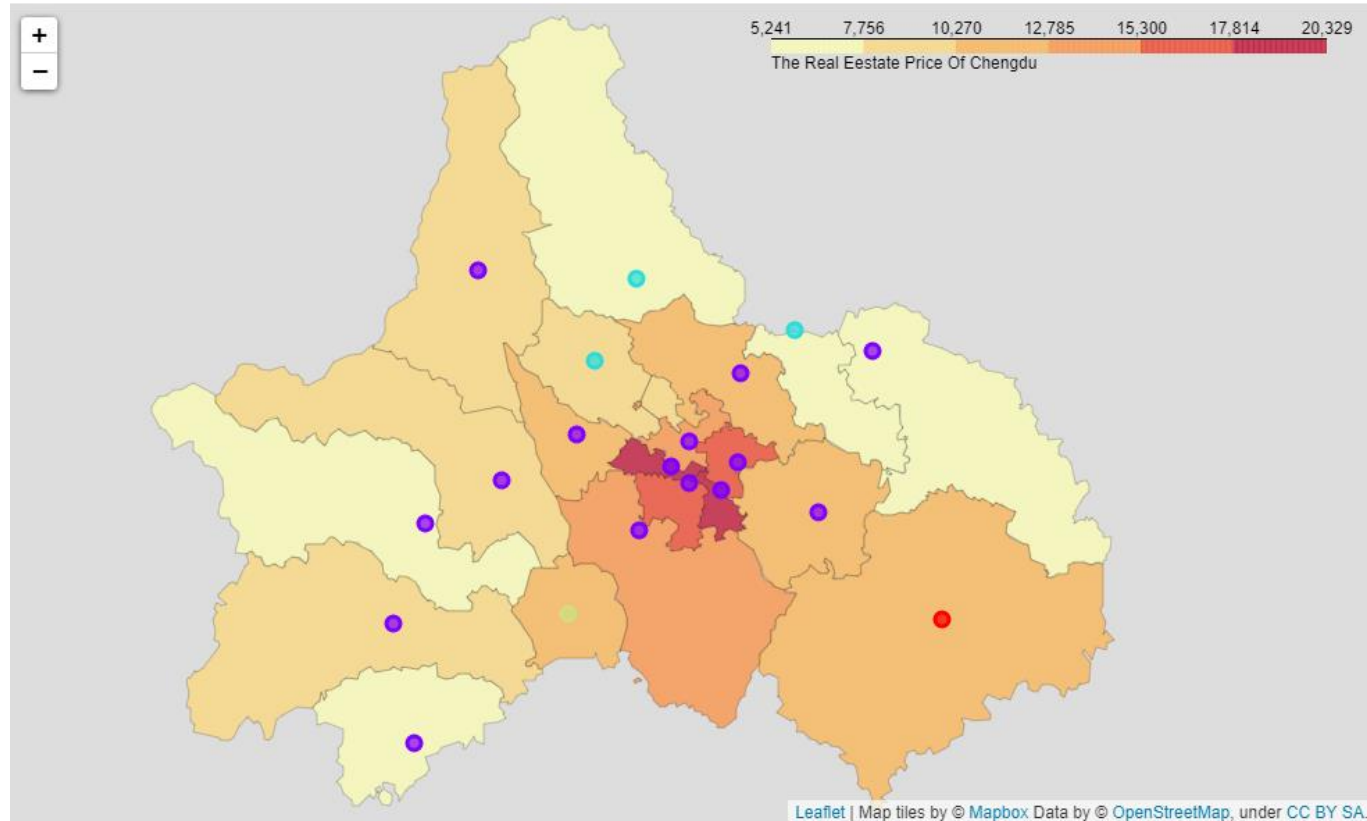 +
−
5,241 7,756 10,270 12,785 15,300 17,814 20,329
The Real Eestate Price Of Chengdu
Leaflet | Map tiles by © Mapbox Data by © OpenStreetMap, under CC BY SA.